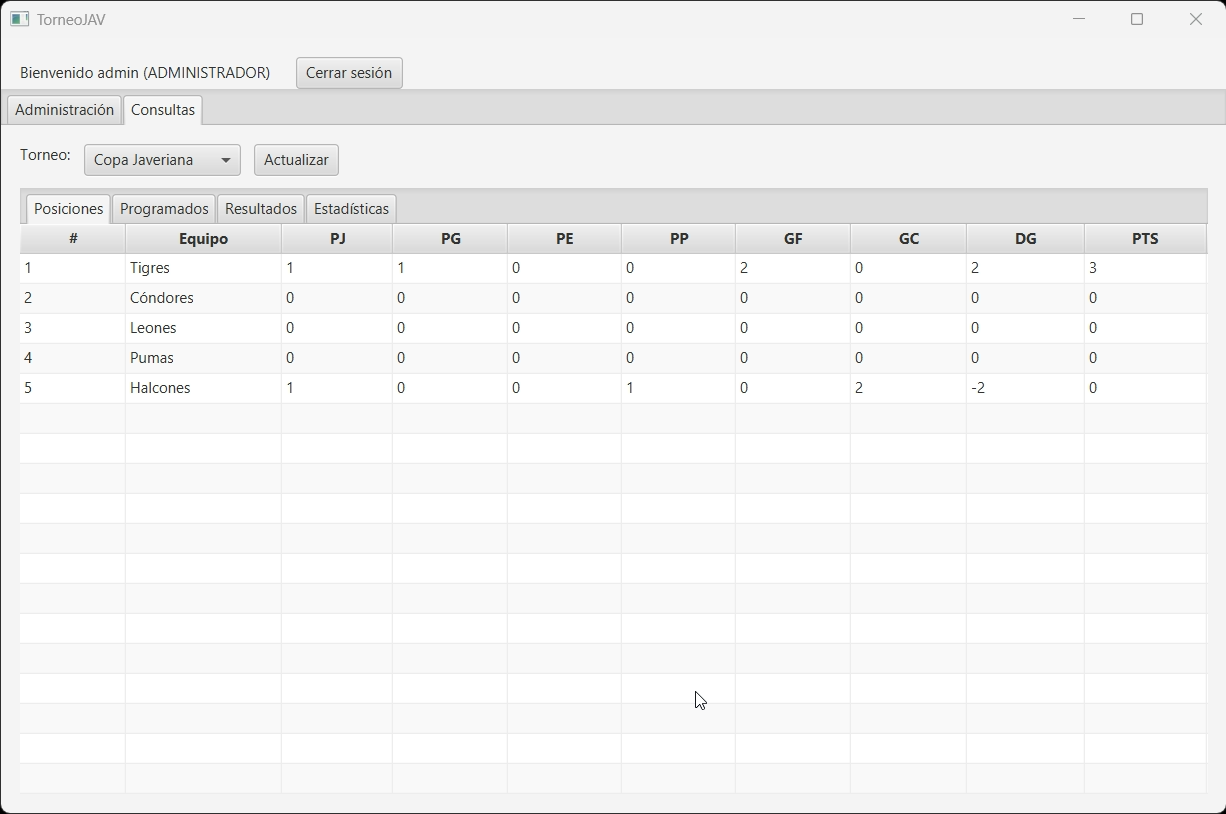 TorneoJAV
Bienvenido admin (ADMINISTRADOR) Cerrar sesión
Administración Consultas
Torneo: Copa Javeriana Actualizar
Posiciones Programados Resultados Estadísticas
# Equipo PJ PG PE PP GF GC DG PTS
1 Tigres 1 1 0 0 2 0 2 3
2 Cóndores 0 0 0 0 0 0 0 0
3 Leones 0 0 0 0 0 0 0 0
4 Pumas 0 0 0 0 0 0 0 0
5 Halcones 1 0 0 1 0 2 -2 0